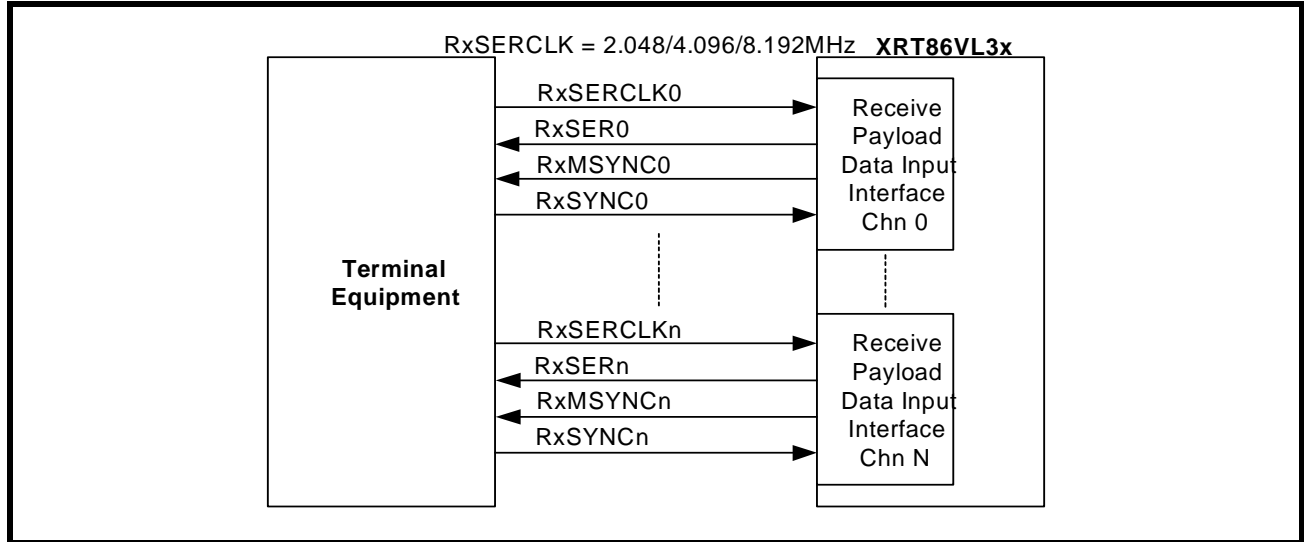 RxSERCLK = 2.048/4.096/8.192MHz XRT86VL3x
RxSERCLK0
RxSER0
RxMSYNC0
RxSYNC0
Receive
Payload
Data Input
Interface
Chn 0
Terminal
Equipment
RxSERCLKn
RxSERn
RxMSYNCn
RxSYNCn
Receive
Payload
Data Input
Interface
Chn N